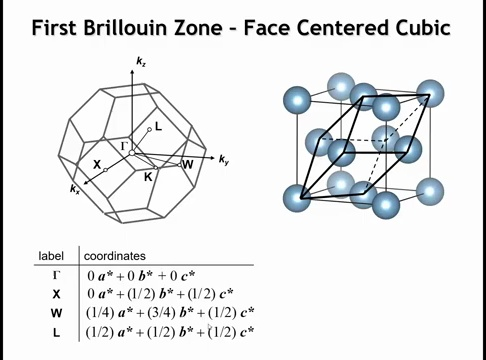 First Brillouin Zone – Face Centered Cubic
k_z
L
Γ
k_y
X
W
K
k_x
label coordinates
Γ 0 a* + 0 b* + 0 c*
X 0 a* + (1/2) b* + (1/2) c*
W (1/4) a* + (3/4) b* + (1/2) c*
L (1/2) a* + (1/2) b* + (1/2) c*